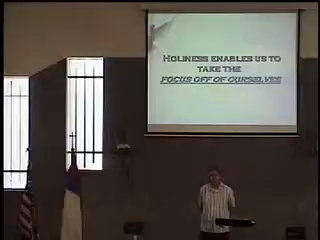 HOLINESS ENABLES US TO
TAKE THE
FOCUS OFF OF OURSELVES